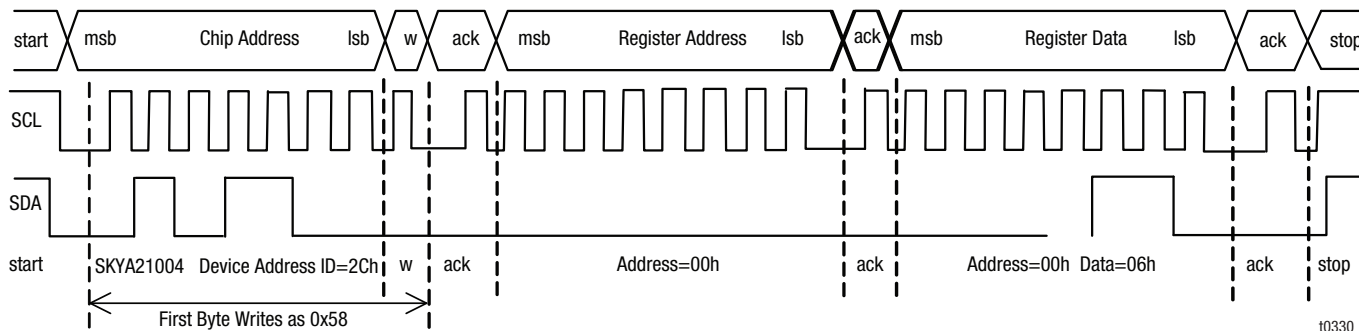 start msb Chip Address lsb w ack msb Register Address lsb ack msb Register Data lsb ack stop
SCL
SDA
start SKYA21004 Device Address ID=2Ch w ack Address=00h ack Address=00h Data=06h ack stop
First Byte Writes as 0x58
t0330